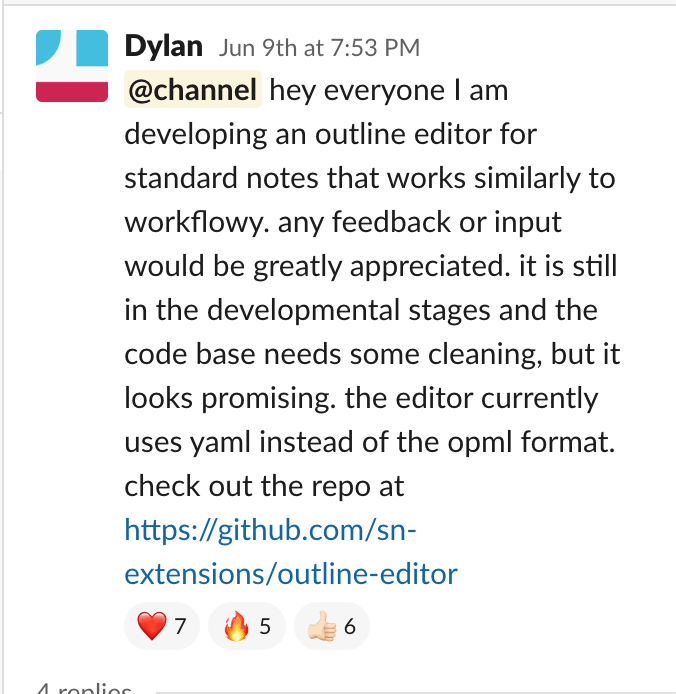 Dylan Jun 9th at 7:53 PM
@channel hey everyone I am
developing an outline editor for
standard notes that works similarly to
workflowy. any feedback or input
would be greatly appreciated. it is still
in the developmental stages and the
code base needs some cleaning, but it
looks promising. the editor currently
uses yaml instead of the opml format.
check out the repo at
https://github.com/sn-
extensions/outline-editor
❤️ 7 🔥 5 👍🏻 6
4 replies